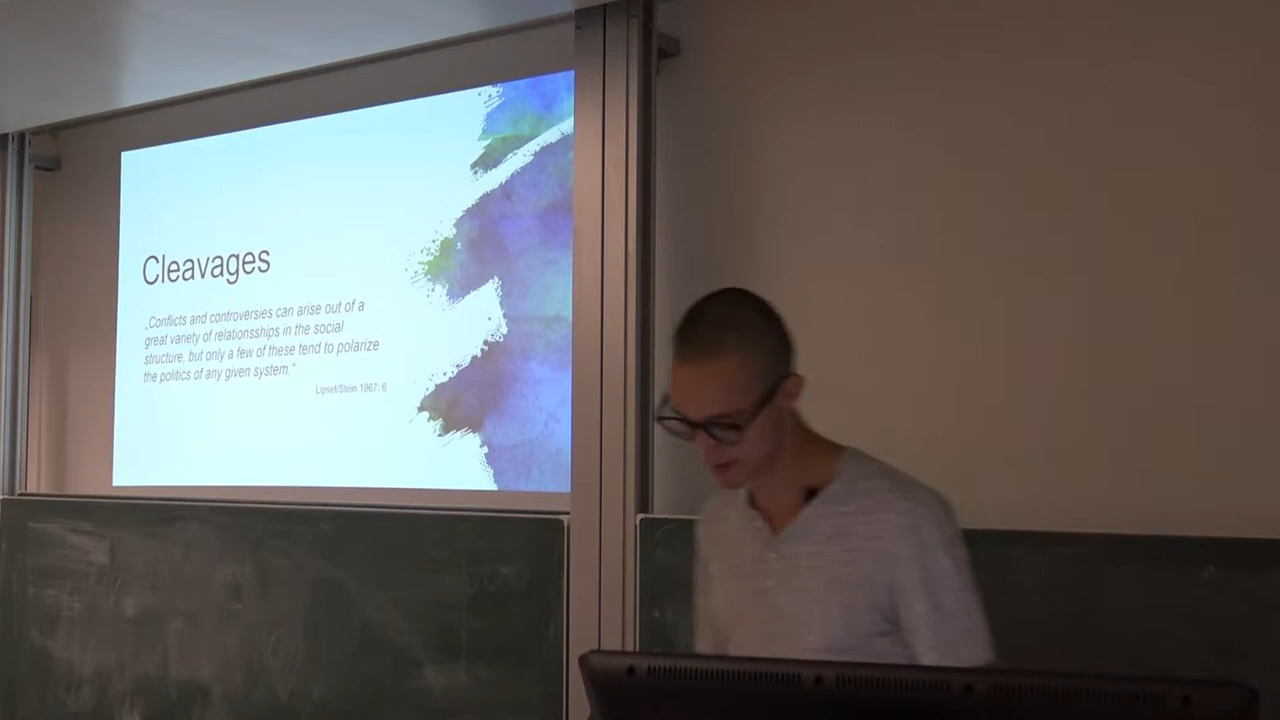 Cleavages
„Conflicts and controversies can arise out of a
great variety of relationsships in the social
structure, but only a few of these tend to polarize
the politics of any given system.“
Lipset/Stein 1967: 6